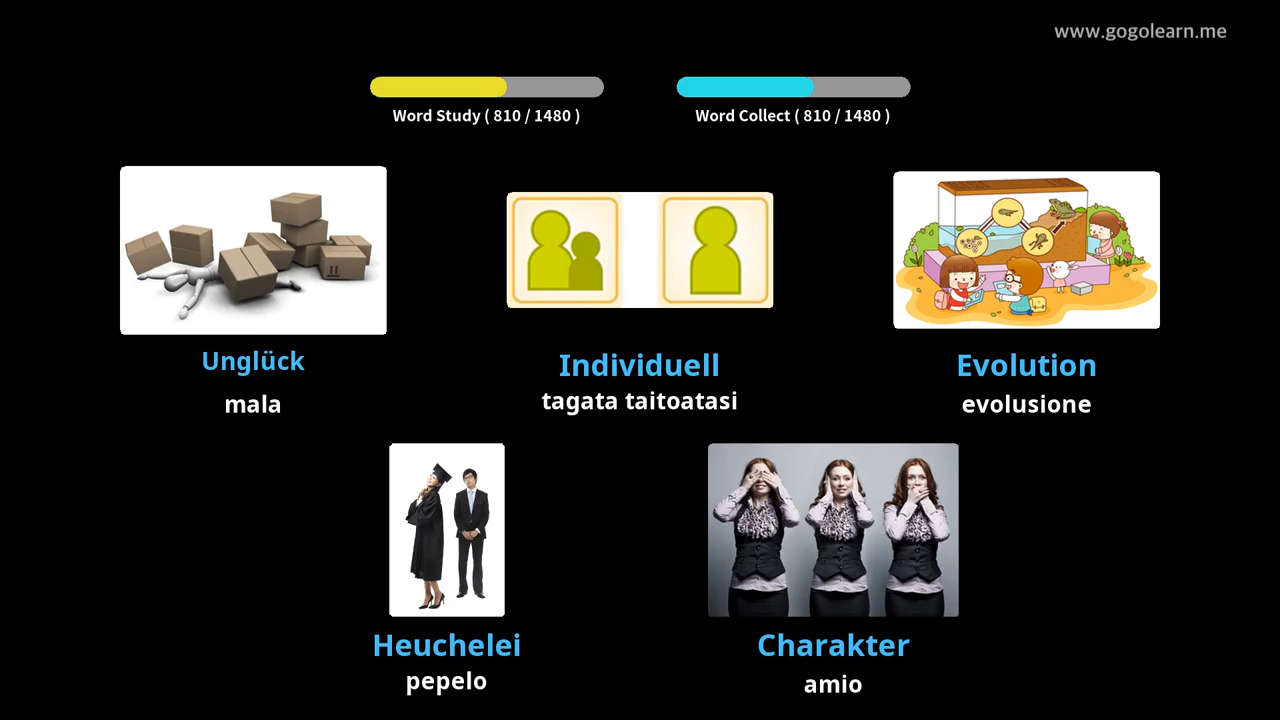 www.gogolearn.me
Word Study ( 810 / 1480 )
Word Collect ( 810 / 1480 )
Unglück
mala
Individuell
tagata taitoatasi
Evolution
evolusione
Heuchelei
pepelo
Charakter
amio